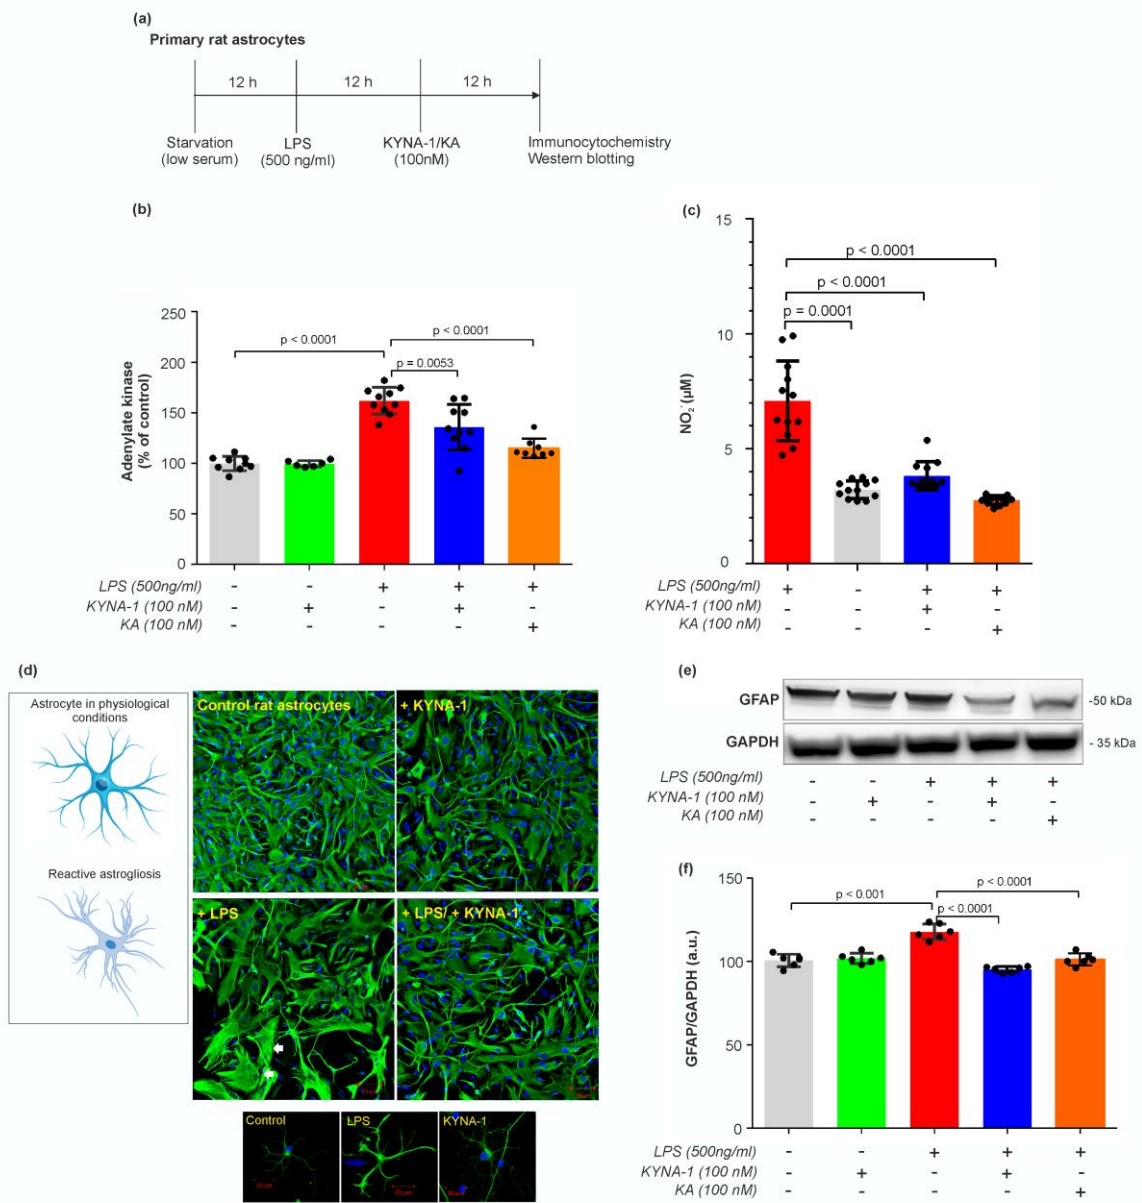 (a)
Primary rat astrocytes
12 h
12 h
12 h
Starvation
(low serum)
LPS
(500 ng/ml)
KYNA-1/KA
(100nM)
Immunocytochemistry
Western blotting
(b)
Adenylate kinase
(% of control)
250
200
150
100
50
0
p < 0.0001
p < 0.0001
p = 0.0053
LPS (500ng/ml) - - + + +
KYNA-1 (100 nM) - + - + -
KA (100 nM) - - - - +
(c)
NO2- (μM)
15
10
5
0
p < 0.0001
p < 0.0001
p = 0.0001
LPS (500ng/ml) + - + +
KYNA-1 (100 nM) - - + -
KA (100 nM) - - - +
(d)
Astrocyte in physiological
conditions
Reactive astrogliosis
Control rat astrocytes
+ KYNA-1
+ LPS
+ LPS/ + KYNA-1
Control
LPS
KYNA-1
20 μm
20 μm
(e)
GFAP
-50 kDa
GAPDH
- 35 kDa
LPS (500ng/ml) - - + + +
KYNA-1 (100 nM) - + - + -
KA (100 nM) - - - - +
(f)
GFAP/GAPDH (a.u.)
150
100
50
0
p < 0.001
p < 0.0001
p < 0.0001
LPS (500ng/ml) - - + + +
KYNA-1 (100 nM) - + - + -
KA (100 nM) - - - - +